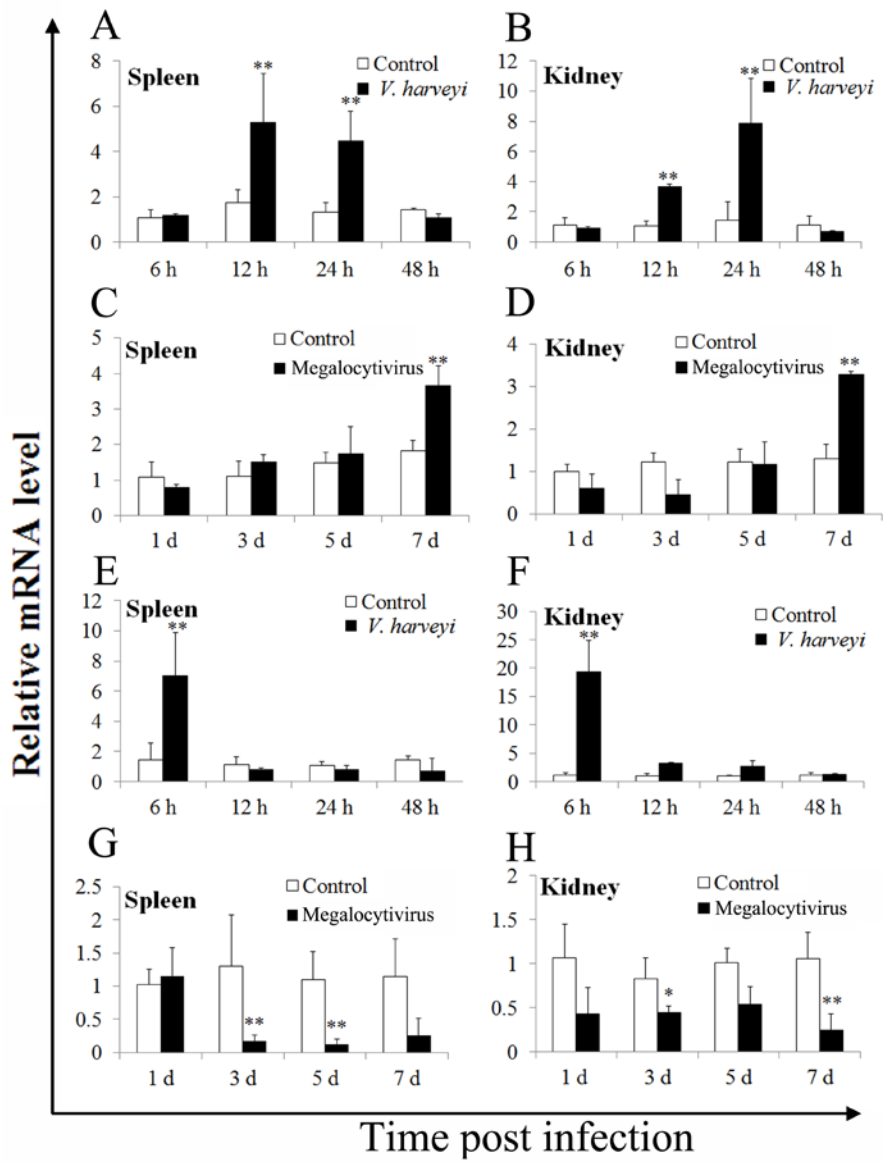 Relative mRNA level
A
Spleen
Control
V. harveyi
8
6
4
2
0
**
**
6 h 12 h 24 h 48 h
B
Kidney
Control
V. harveyi
12
10
8
6
4
2
0
**
**
6 h 12 h 24 h 48 h
C
Spleen
Control
Megalocytivirus
5
4
3
2
1
0
**
1 d 3 d 5 d 7 d
D
Kidney
Control
Megalocytivirus
4
3
2
1
0
**
1 d 3 d 5 d 7 d
E
Spleen
Control
V. harveyi
12
10
8
6
4
2
0
**
6 h 12 h 24 h 48 h
F
Kidney
Control
V. harveyi
30
25
20
15
10
5
0
**
6 h 12 h 24 h 48 h
G
Spleen
Control
Megalocytivirus
2.5
2
1.5
1
0.5
0
**
**
1 d 3 d 5 d 7 d
H
Kidney
Control
Megalocytivirus
2
1.5
1
0.5
0
*
**
1 d 3 d 5 d 7 d
Time post infection